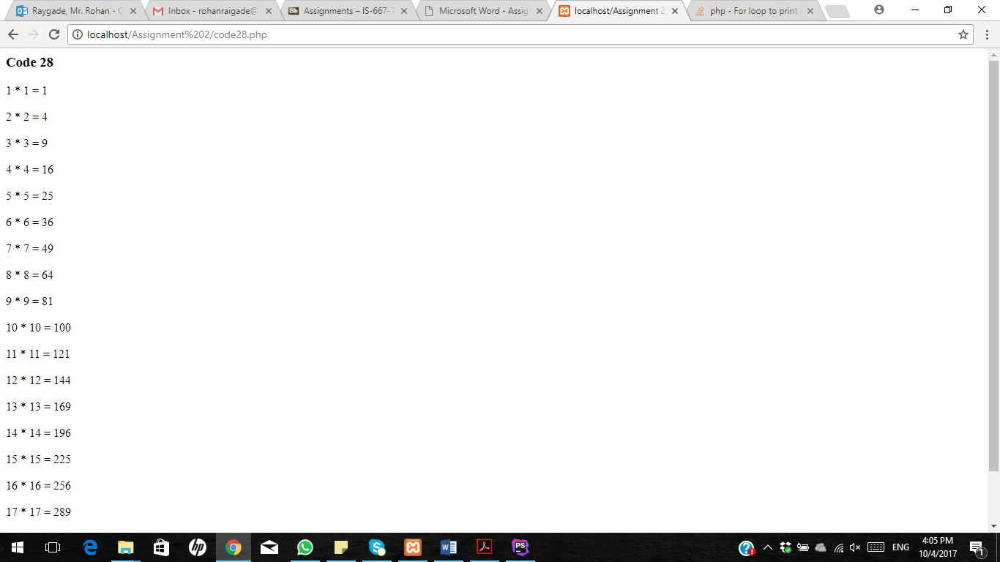 Raygade, Mr. Rohan - C
Inbox - rohanraigade@
Bb Assignments – IS-667-7
Microsoft Word - Assig
localhost/Assignment 2
php - For loop to print
localhost/Assignment%202/code28.php
Code 28
1 * 1 = 1
2 * 2 = 4
3 * 3 = 9
4 * 4 = 16
5 * 5 = 25
6 * 6 = 36
7 * 7 = 49
8 * 8 = 64
9 * 9 = 81
10 * 10 = 100
11 * 11 = 121
12 * 12 = 144
13 * 13 = 169
14 * 14 = 196
15 * 15 = 225
16 * 16 = 256
17 * 17 = 289
ENG
4:05 PM
10/4/2017
1